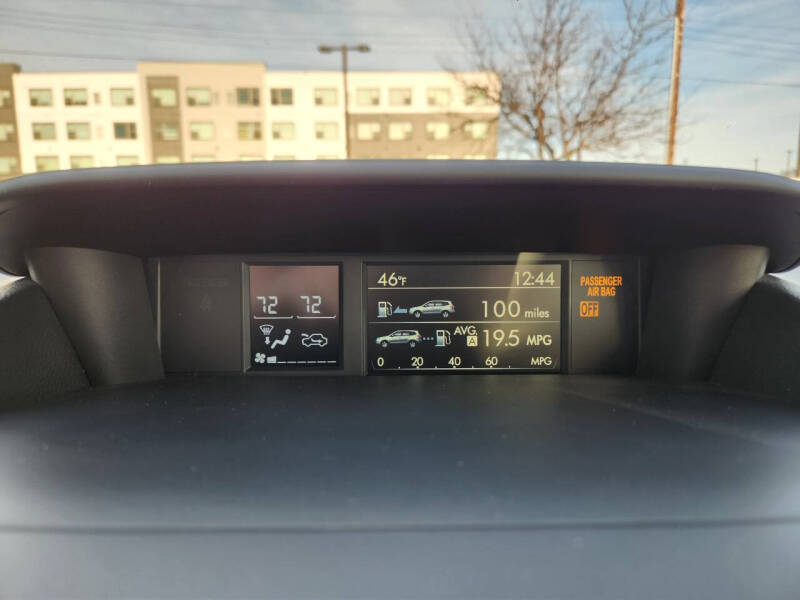 72 72
46°F 12:44
100 miles
AVG.
A 19.5 MPG
0 20 40 60 MPG
PASSENGER
AIR BAG
OFF